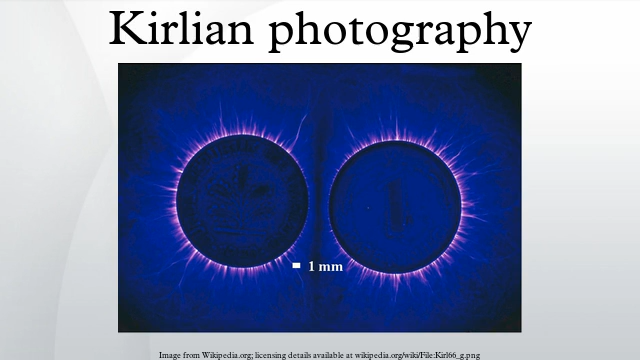 Kirlian photography
1 mm
Image from Wikipedia.org; licensing details available at wikipedia.org/wiki/File:Kirl66_g.png